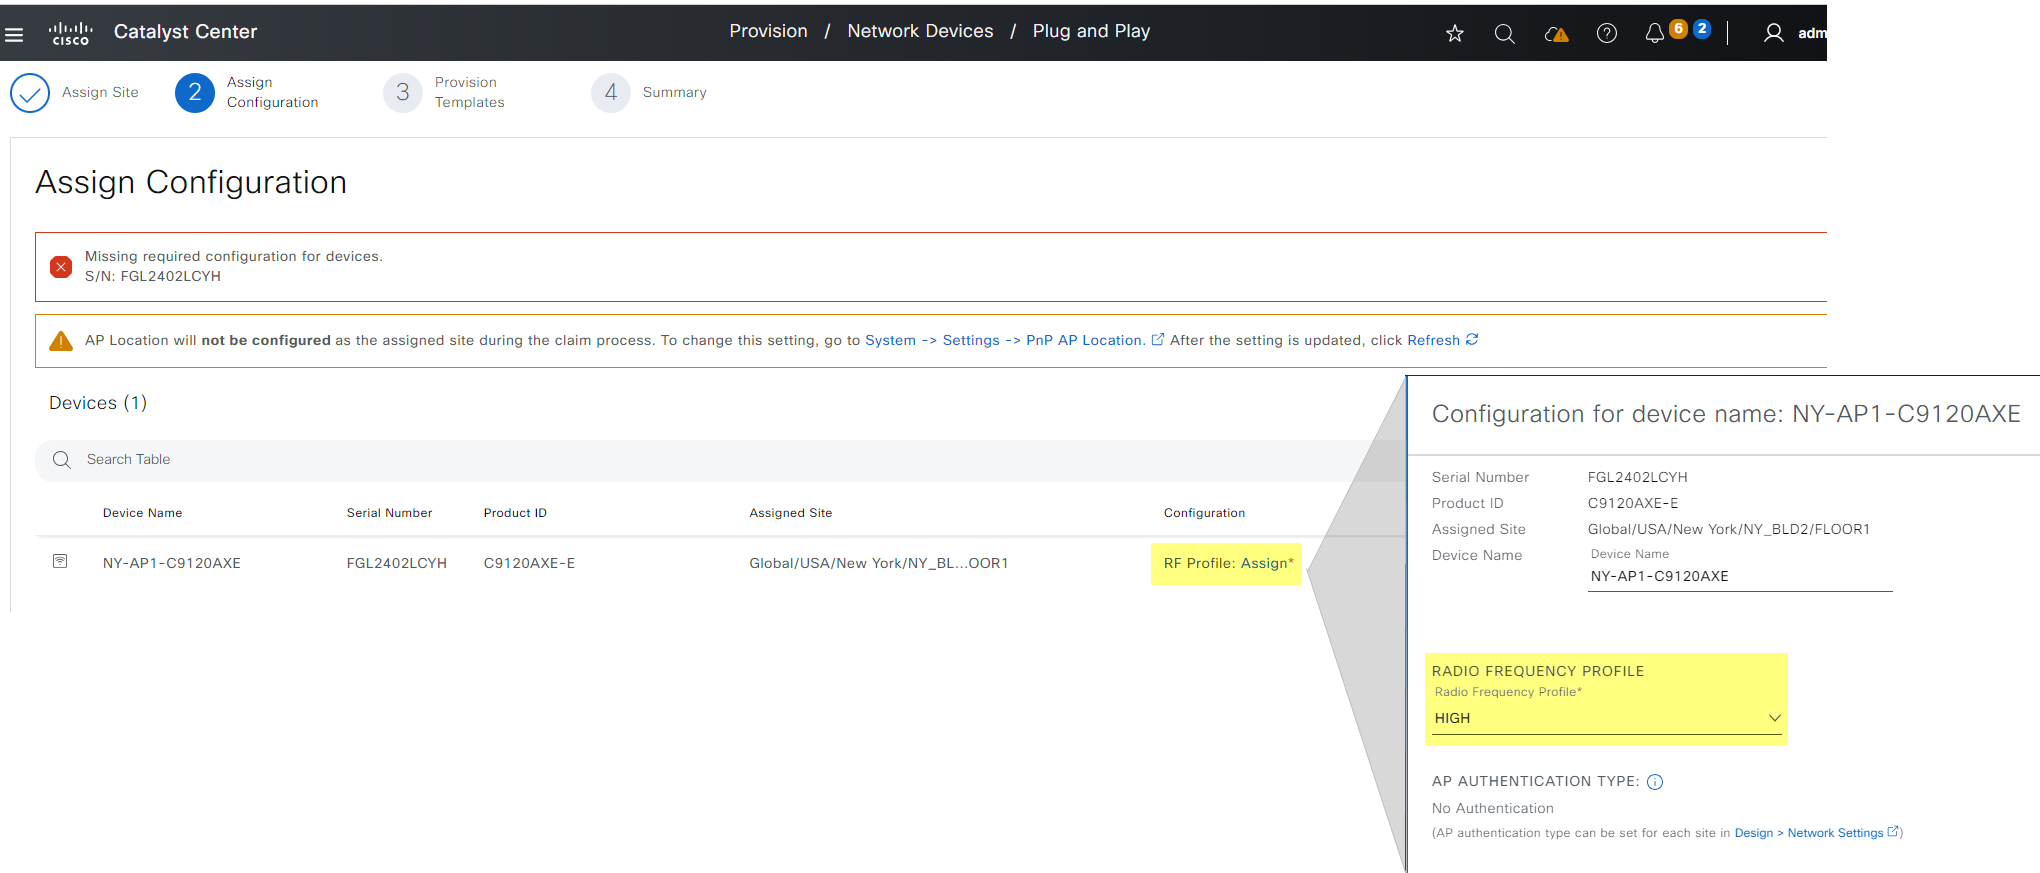 cisco
Catalyst Center
Provision / Network Devices / Plug and Play
6
2
adm
Assign Site
2
Assign
Configuration
3
Provision
Templates
4
Summary
Assign Configuration
Missing required configuration for devices.
S/N: FGL2402LCYH
AP Location will not be configured as the assigned site during the claim process. To change this setting, go to System -> Settings -> PnP AP Location. After the setting is updated, click Refresh
Devices (1)
Search Table
Device Name Serial Number Product ID Assigned Site Configuration
NY-AP1-C9120AXE FGL2402LCYH C9120AXE-E Global/USA/New York/NY_BL...OOR1 RF Profile: Assign*
Configuration for device name: NY-AP1-C9120AXE
Serial Number FGL2402LCYH
Product ID C9120AXE-E
Assigned Site Global/USA/New York/NY_BLD2/FLOOR1
Device Name Device Name
NY-AP1-C9120AXE
RADIO FREQUENCY PROFILE
Radio Frequency Profile*
HIGH
AP AUTHENTICATION TYPE:
No Authentication
(AP authentication type can be set for each site in Design > Network Settings)